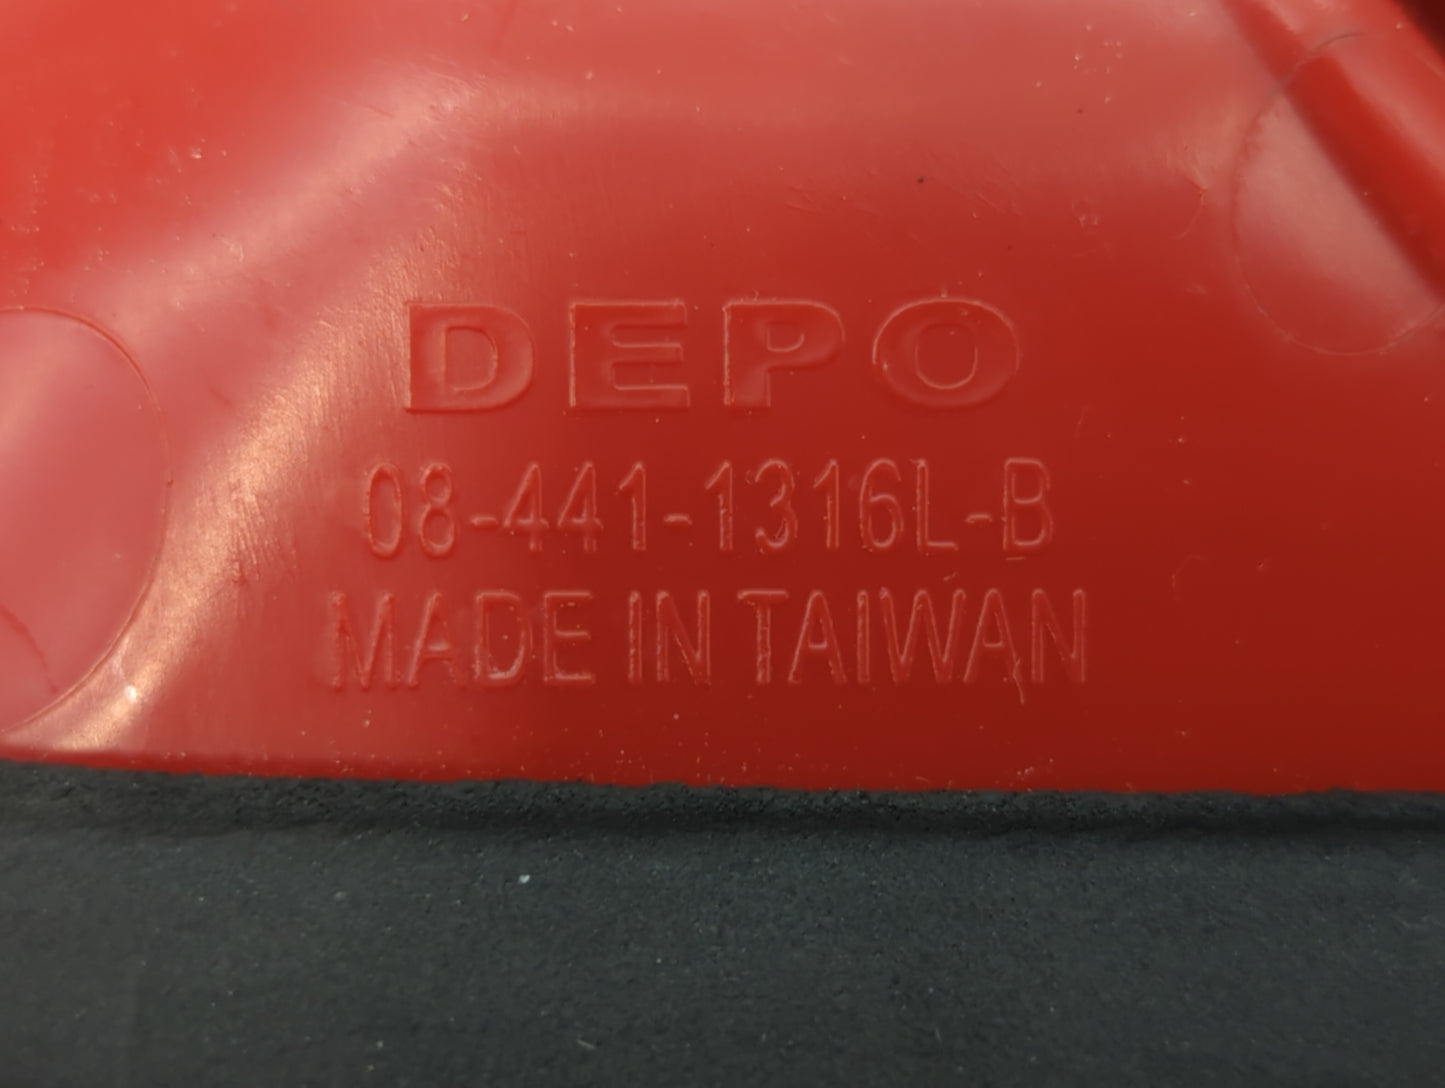 DEPO
08-441-1316L-B
MADE IN TAIWAN